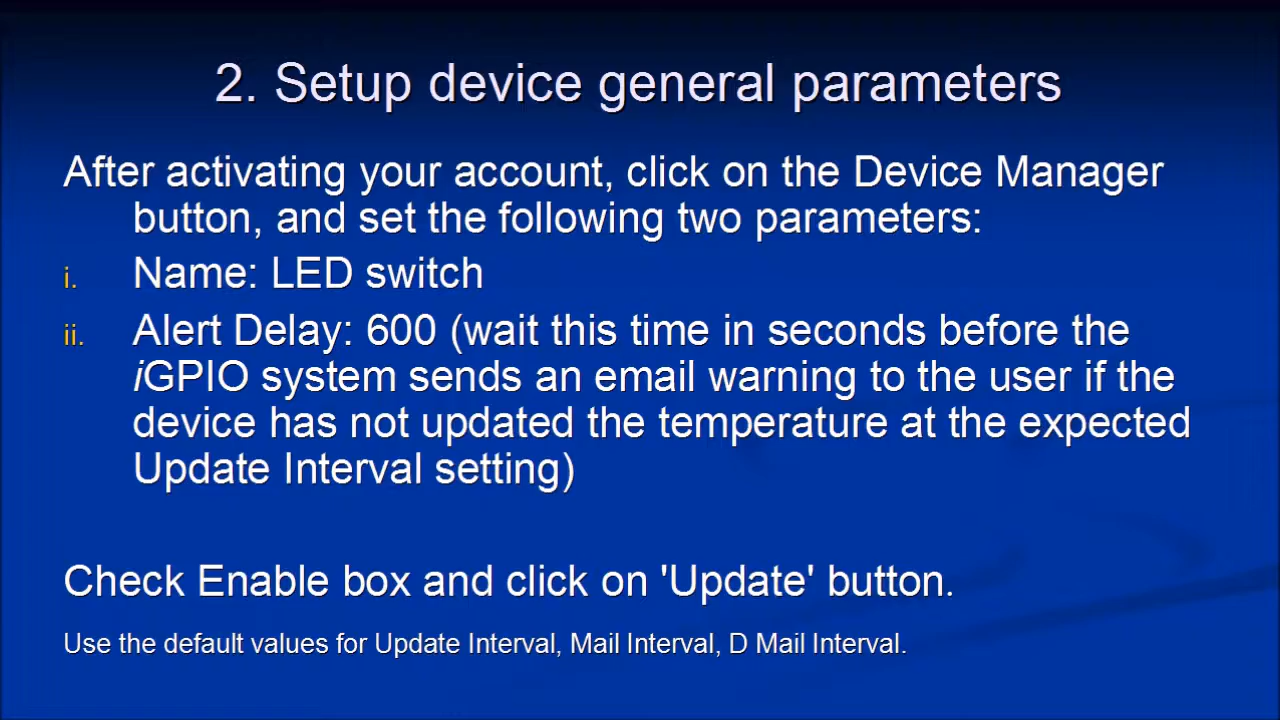 2. Setup device general parameters
After activating your account, click on the Device Manager
button, and set the following two parameters:
i. Name: LED switch
ii. Alert Delay: 600 (wait this time in seconds before the
iGPIO system sends an email warning to the user if the
device has not updated the temperature at the expected
Update Interval setting)
Check Enable box and click on 'Update' button.
Use the default values for Update Interval, Mail Interval, D Mail Interval.